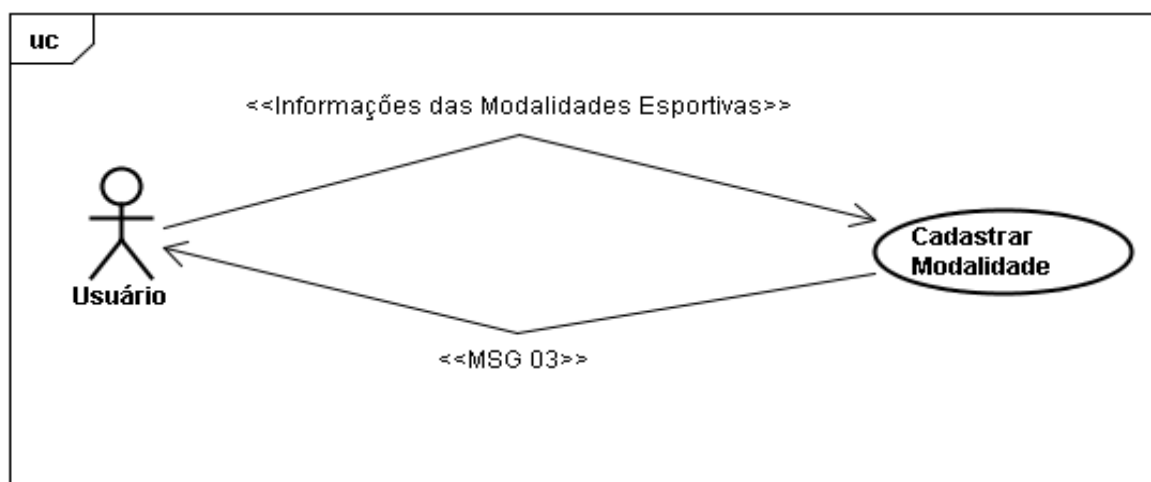 uc
<<Informações das Modalidades Esportivas>>
Cadastrar
Modalidade
Usuário
<<MSG 03>>